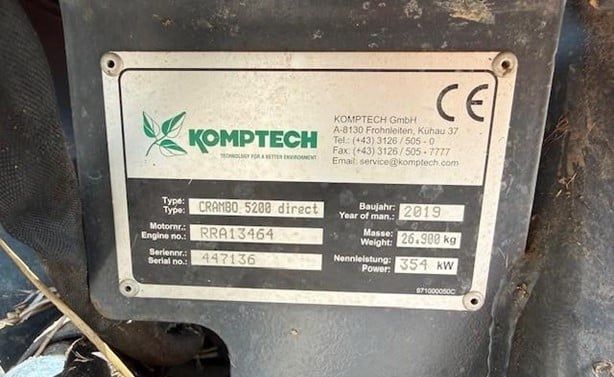 CE
KOMPTECH
TECHNOLOGY FOR A BETTER ENVIRONMENT
KOMPTECH GmbH
A-8130 Frohnleiten, Kühau 37
Tel.: (+43) 3126 / 505 - 0
Fax: (+43) 3126 / 505 - 7777
Email: service@komptech.com
Type:
Type: CRAMBO 5200 direct
Motornr.:
Engine no.: RRA13464
Seriennr.:
Serial no.: 447136
Baujahr:
Year of man.: 2019
Masse:
Weight: 26.900 kg
Nennleistung:
Power: 354 kW
971000050C